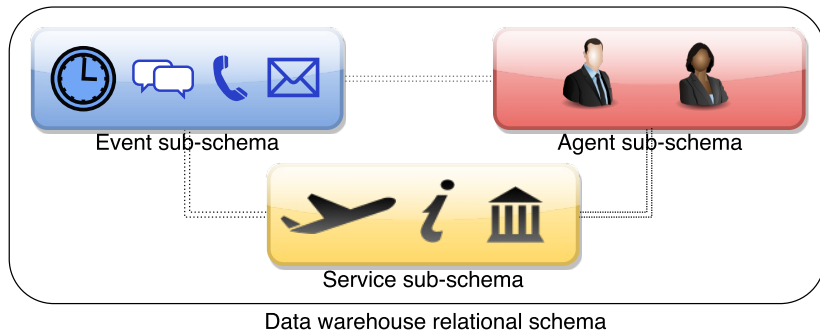 Event sub-schema
Agent sub-schema
Service sub-schema
Data warehouse relational schema